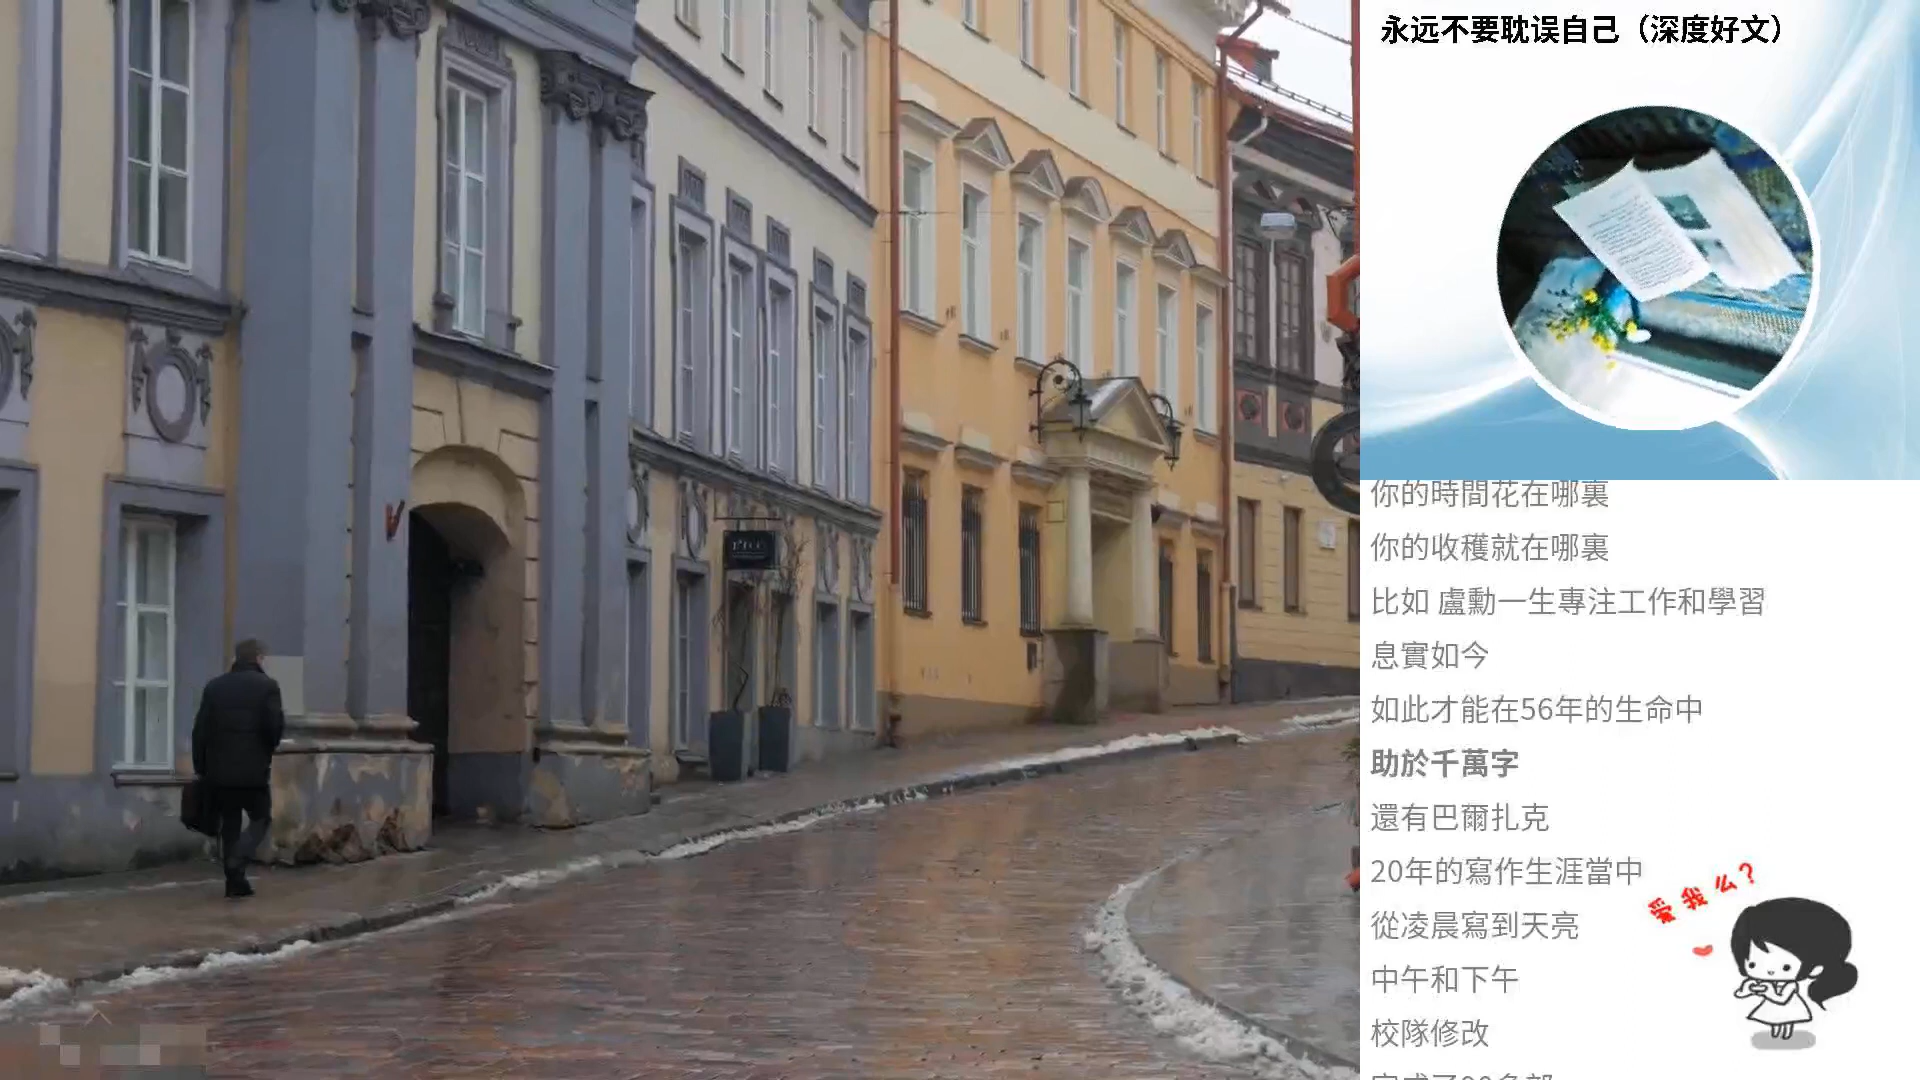 永远不要耽误自己（深度好文）
你的時間花在哪裏
你的收穫就在哪裏
比如 盧勳一生專注工作和學習
息實如今
如此才能在56年的生命中
助於千萬字
還有巴爾扎克
20年的寫作生涯當中
爱我么？
從凌晨寫到天亮
中午和下午
校隊修改